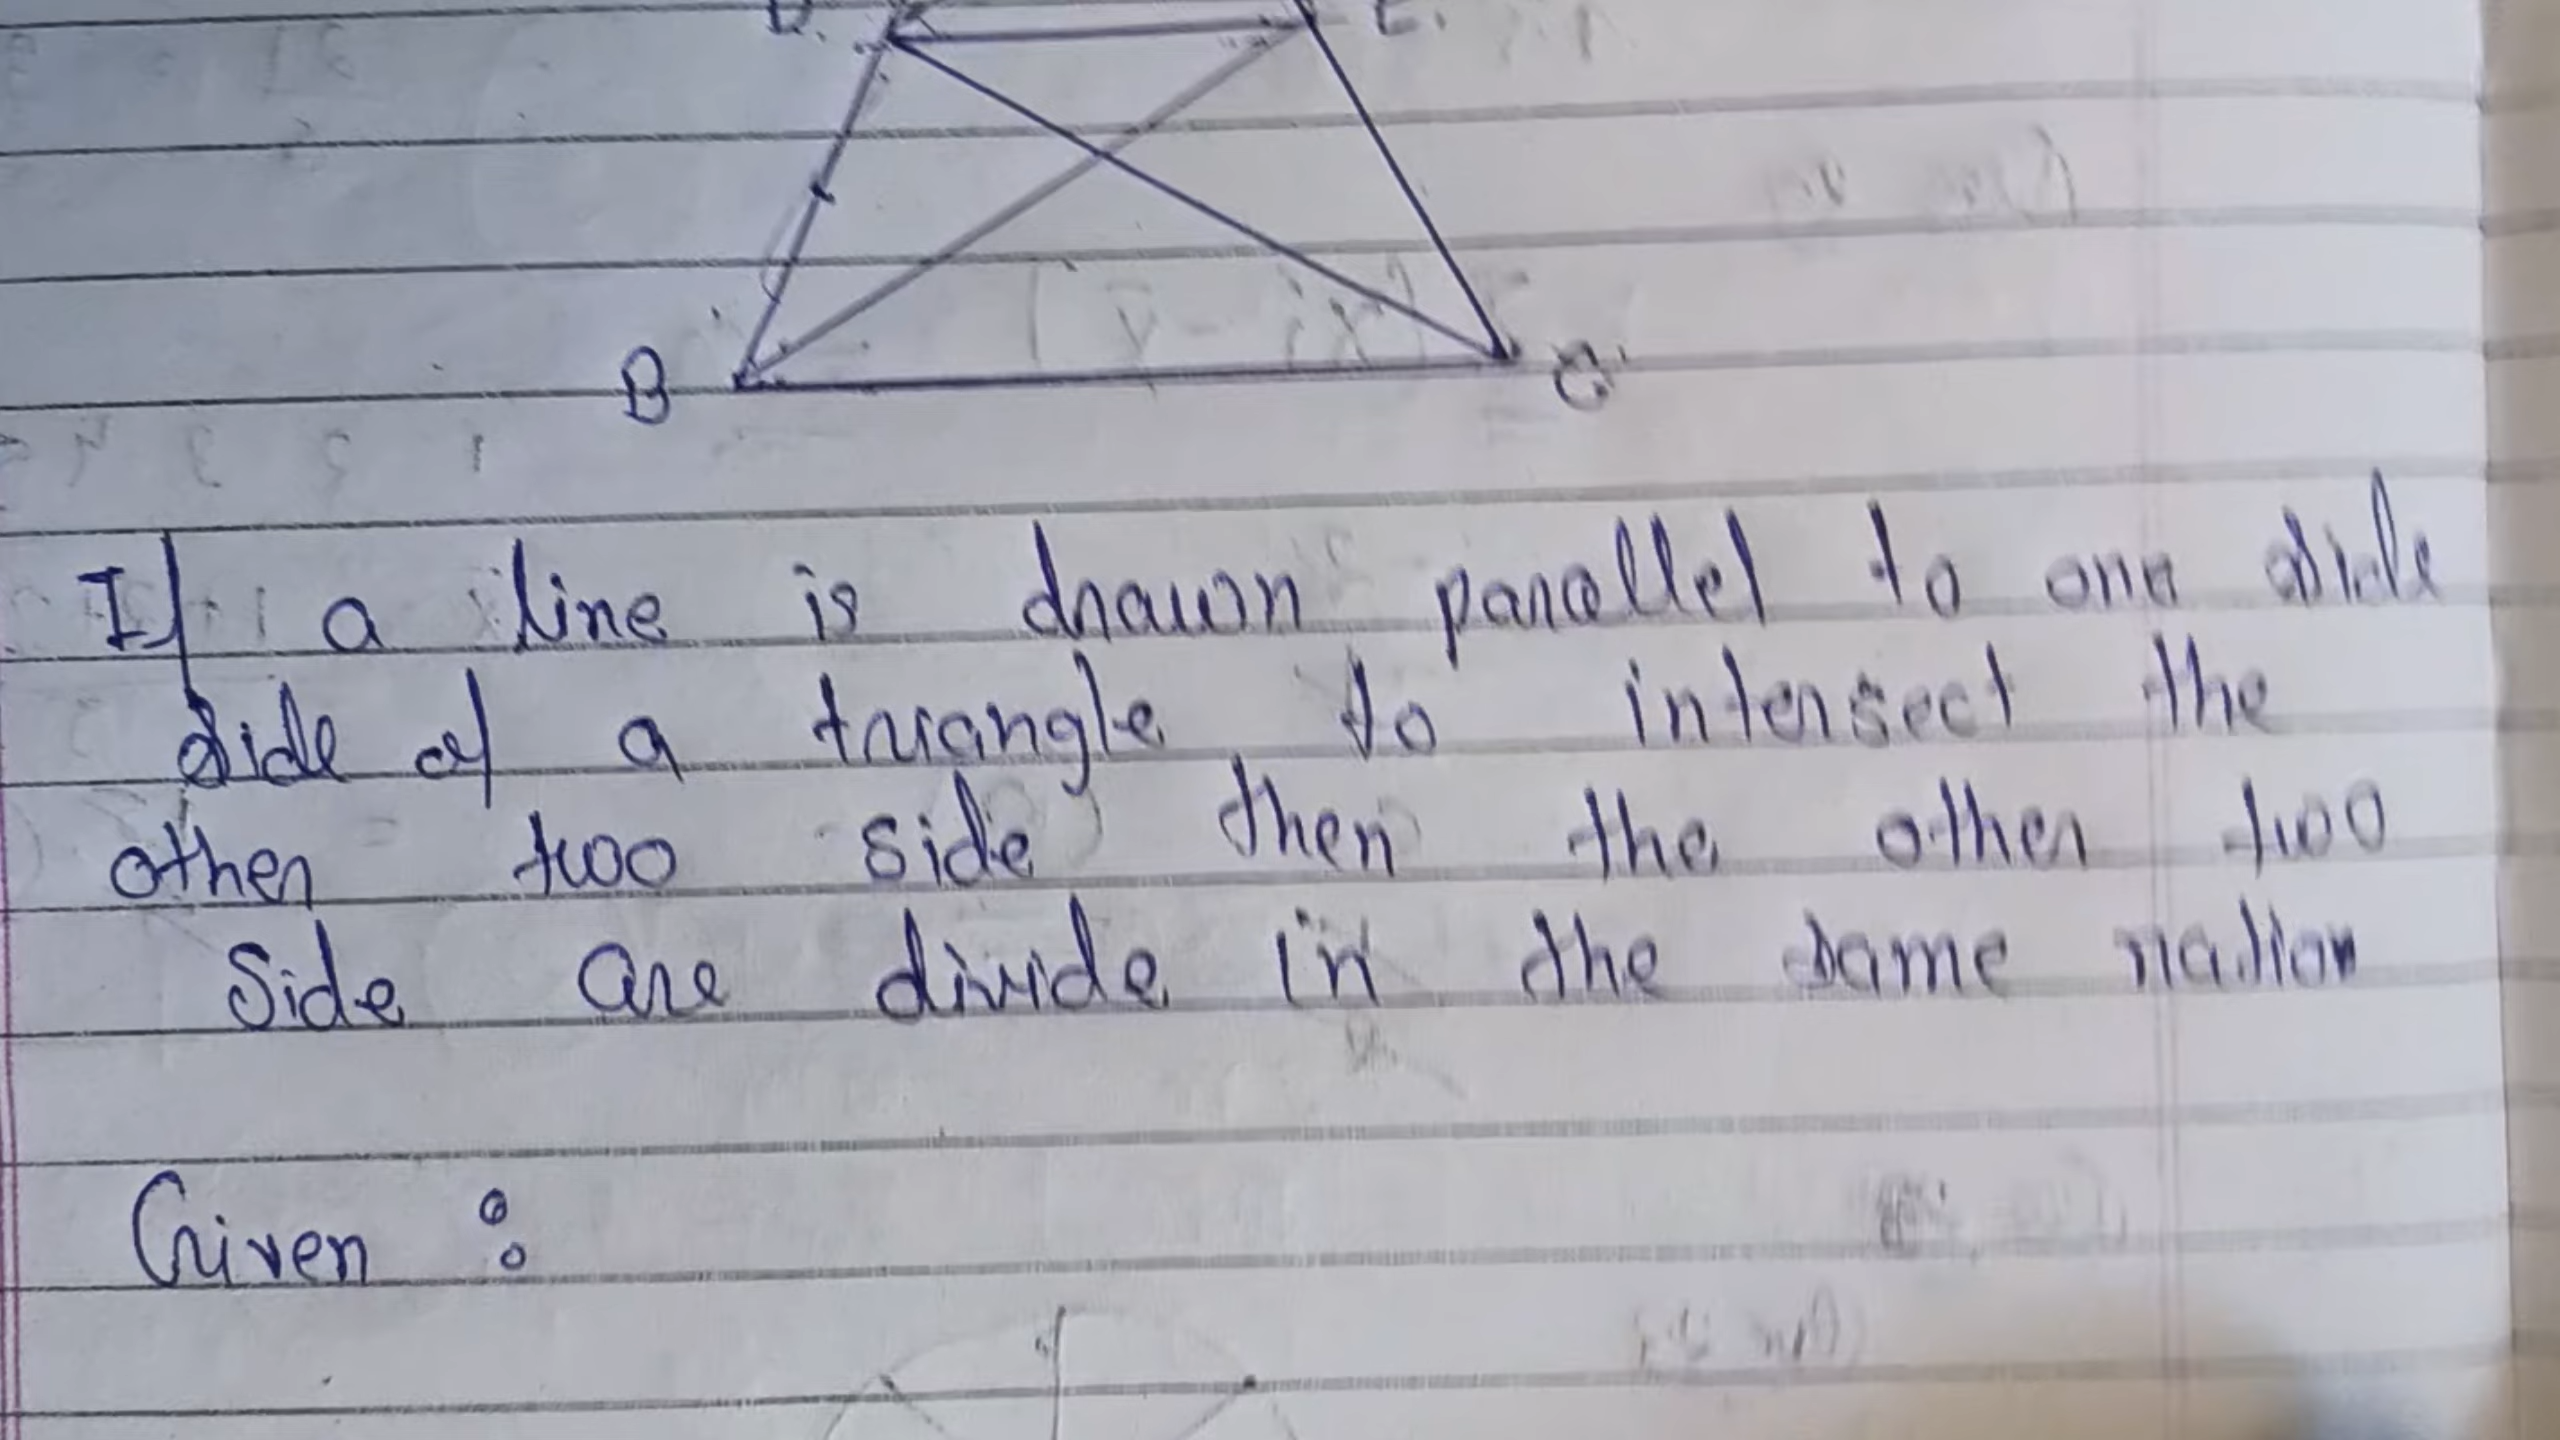 D. E.
B C
If a line is drawn parallel to one side
side of a triangle to intersect the
other two side then the other two
side are divide in the same ration
Given :